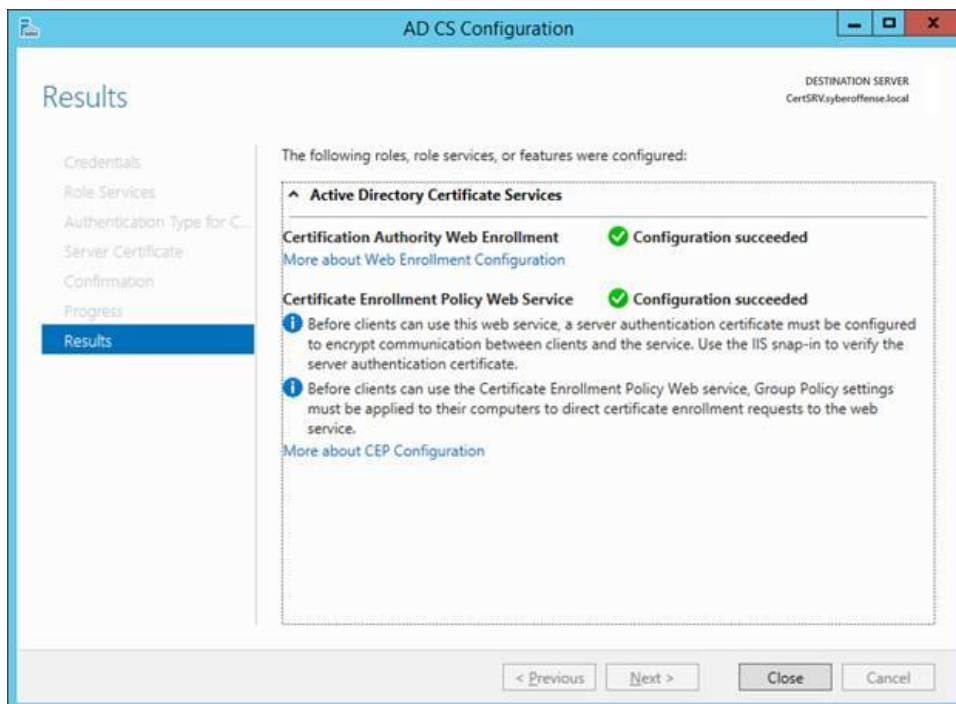 AD CS Configuration
Results
DESTINATION SERVER
CertSRV.syberoffense.local
Credentials
Role Services
Authentication Type for C...
Server Certificate
Confirmation
Progress
Results
The following roles, role services, or features were configured:
Active Directory Certificate Services
Certification Authority Web Enrollment Configuration succeeded
More about Web Enrollment Configuration
Certificate Enrollment Policy Web Service Configuration succeeded
Before clients can use this web service, a server authentication certificate must be configured
to encrypt communication between clients and the service. Use the IIS snap-in to verify the
server authentication certificate.
Before clients can use the Certificate Enrollment Policy Web service, Group Policy settings
must be applied to their computers to direct certificate enrollment requests to the web
service.
More about CEP Configuration
< Previous Next > Close Cancel